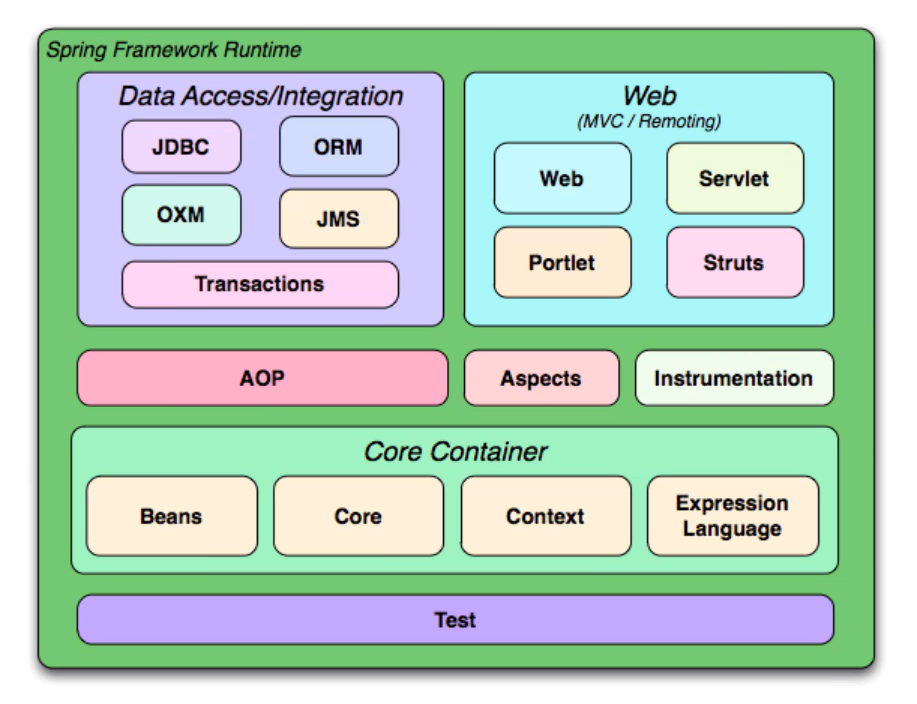 Spring Framework Runtime
Data Access/Integration
JDBC
ORM
OXM
JMS
Transactions
Web
(MVC / Remoting)
Web
Servlet
Portlet
Struts
AOP
Aspects
Instrumentation
Core Container
Beans
Core
Context
Expression
Language
Test